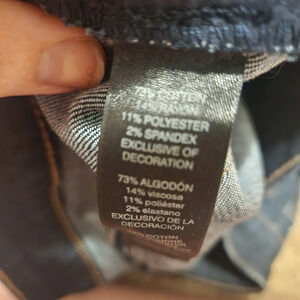 73% COTTON
14% RAYON
11% POLYESTER
2% SPANDEX
EXCLUSIVE OF
DECORATION
73% ALGODÓN
14% viscosa
11% poliéster
2% elastano
EXCLUSIVO DE LA
DECORACIÓN
COTON